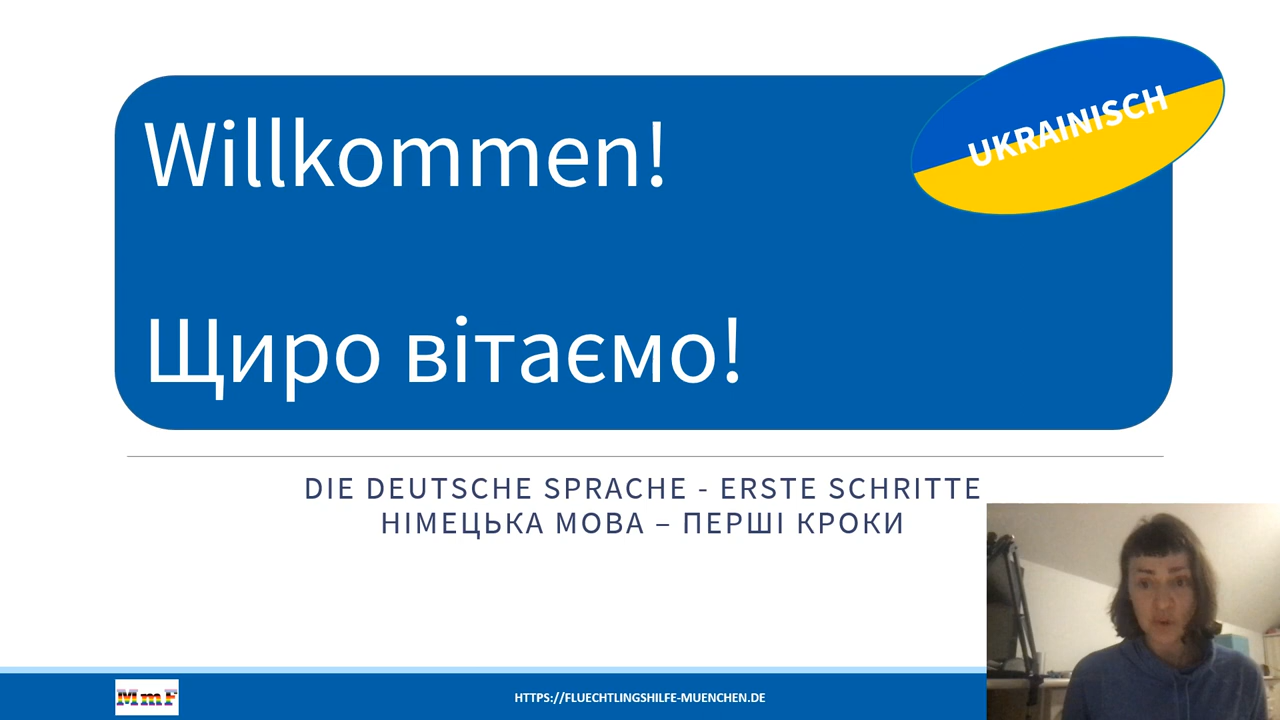 Willkommen!
UKRAINISCH
Щиро вітаємо!
DIE DEUTSCHE SPRACHE - ERSTE SCHRITTE
НІМЕЦЬКА МОВА – ПЕРШІ КРОКИ
MmF
HTTPS://FLUECHTLINGSHILFE-MUENCHEN.DE